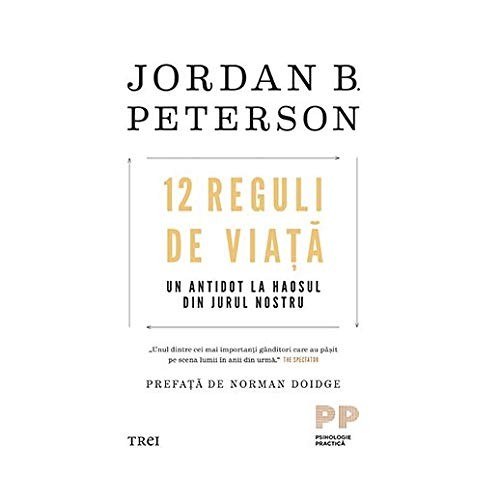 JORDAN B.
PETERSON
12 REGULI
DE VIAȚĂ
UN ANTIDOT LA HAOSUL
DIN JURUL NOSTRU
„Unul dintre cei mai importanți gânditori care au pășit
pe scena lumii în anii din urmă.” THE SPECTATOR
PREFAȚĂ DE NORMAN DOIDGE
PP
PSIHOLOGIE
PRACTICĂ
TREI